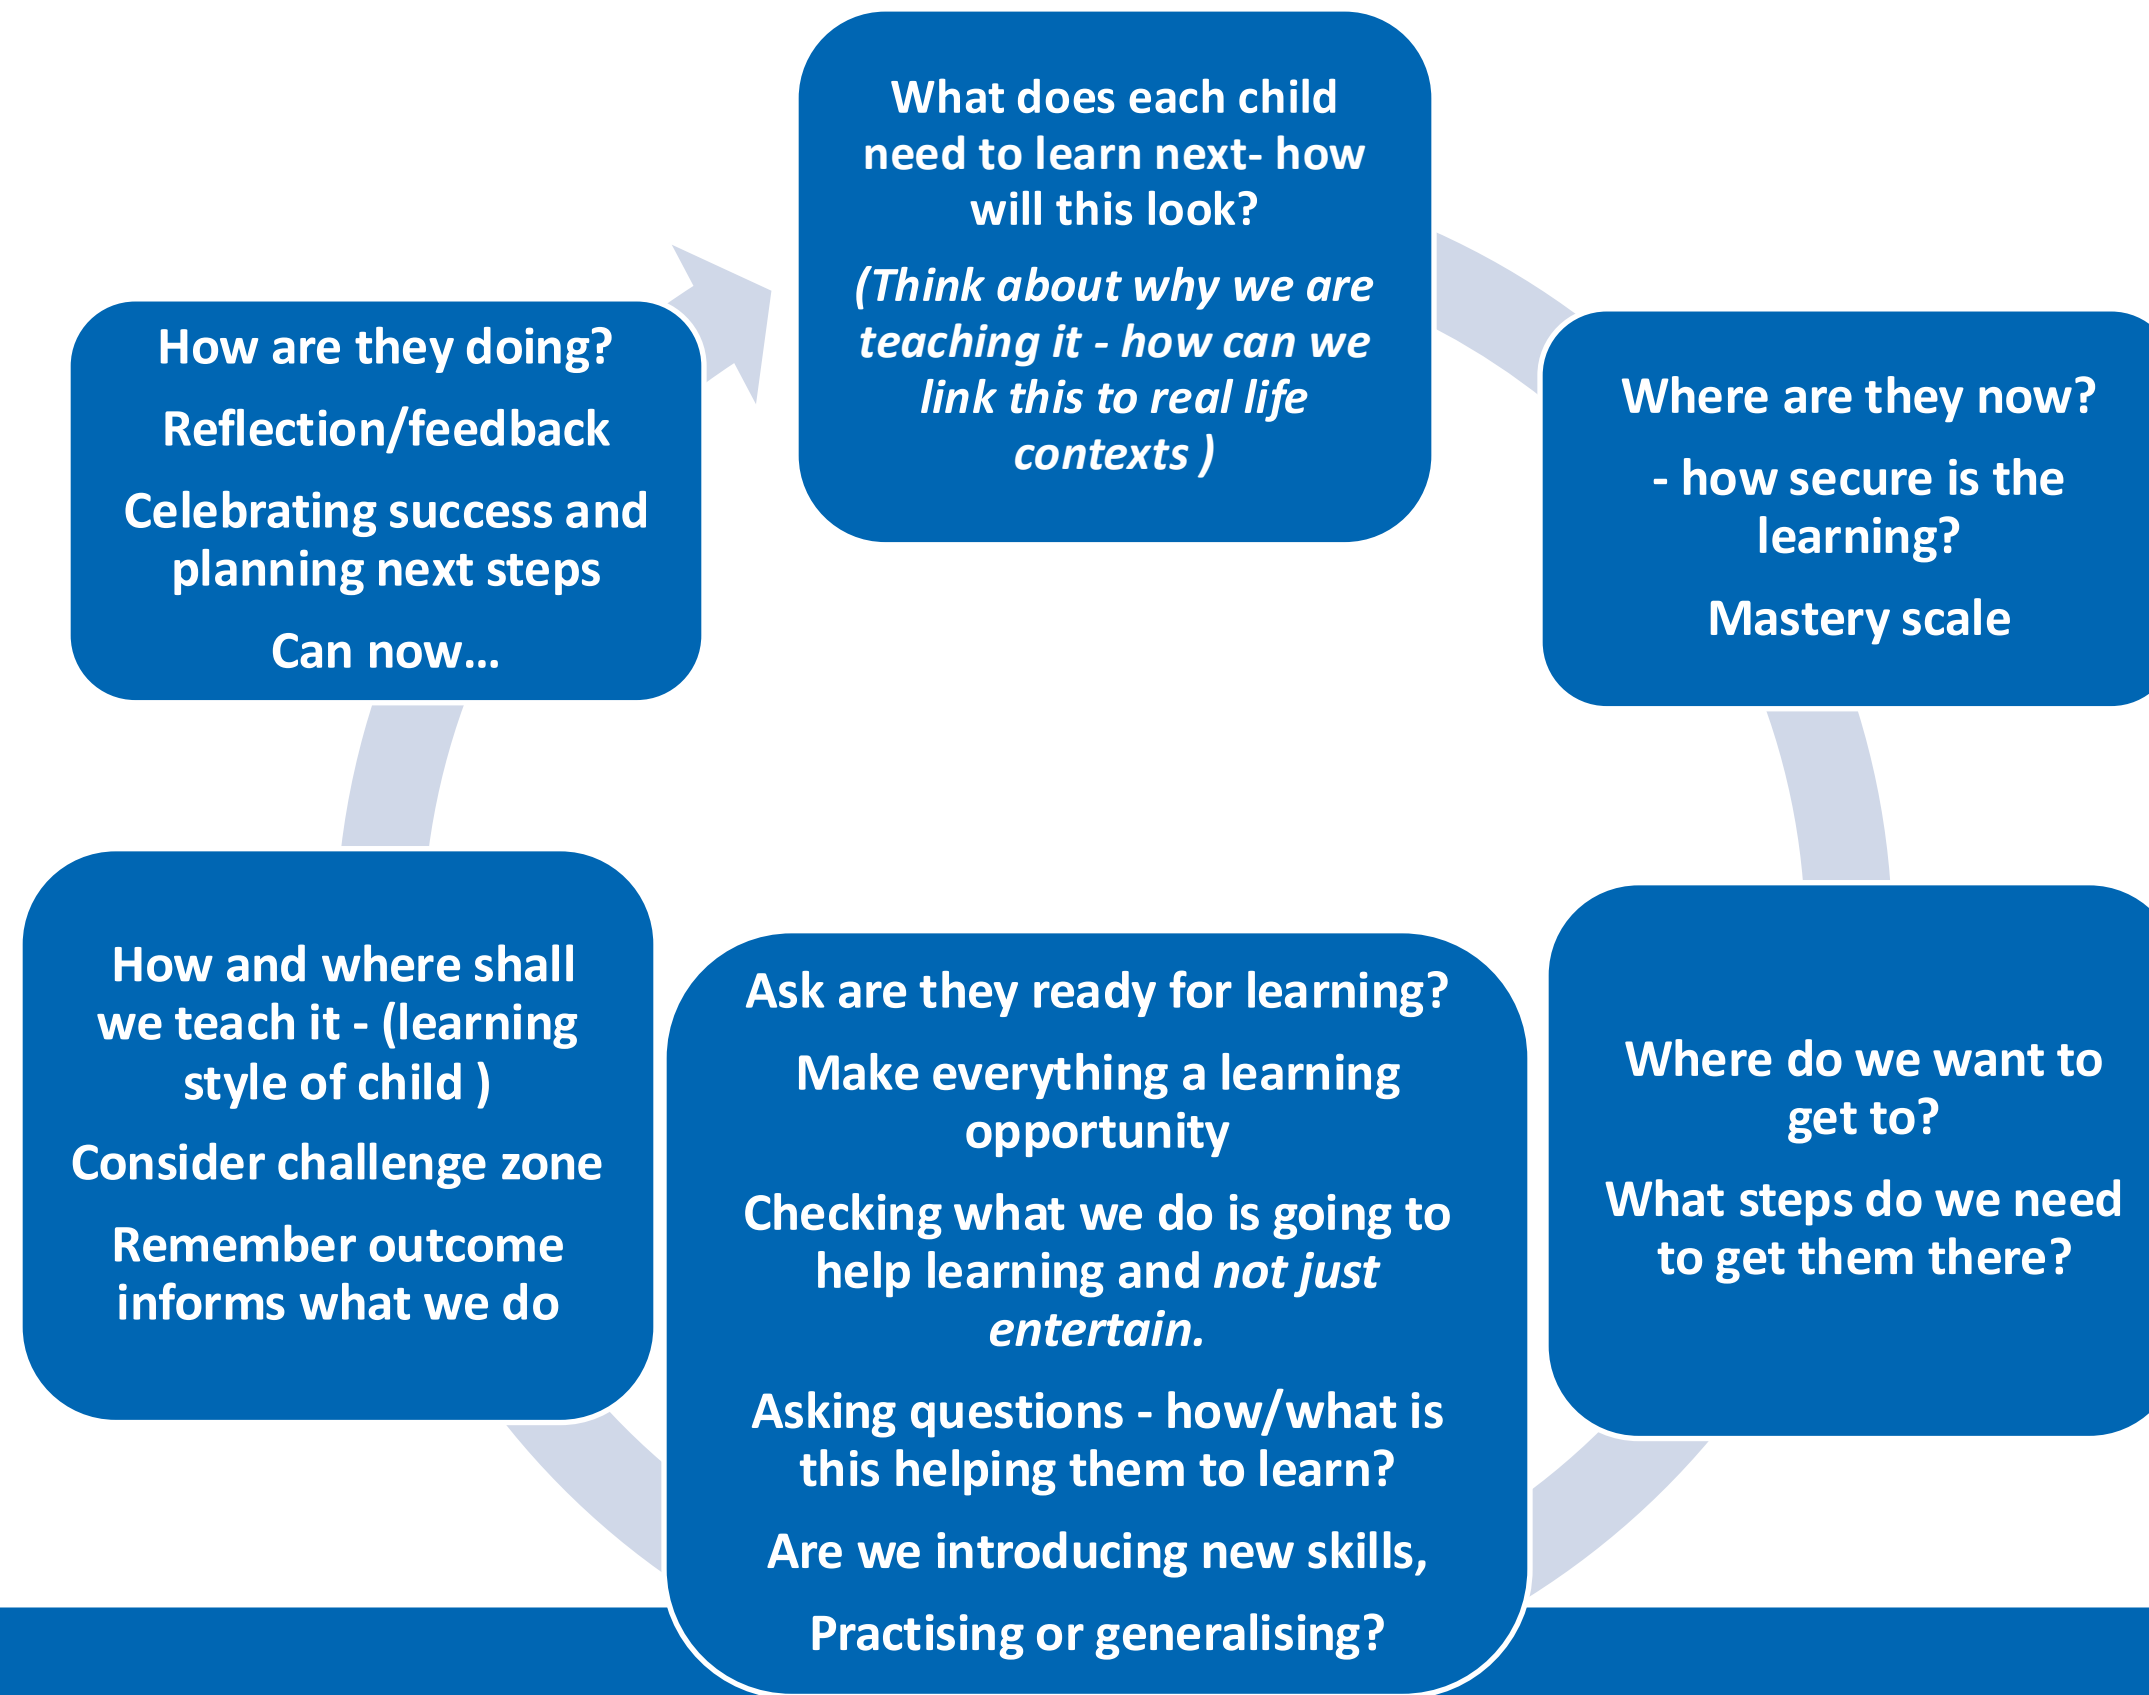 What does each child
need to learn next- how
will this look?
(Think about why we are
teaching it - how can we
link this to real life
contexts )
Where are they now?
- how secure is the
learning?
Mastery scale
Where do we want to
get to?
What steps do we need
to get them there?
Ask are they ready for learning?
Make everything a learning
opportunity
Checking what we do is going to
help learning and not just
entertain.
Asking questions - how/what is
this helping them to learn?
Are we introducing new skills,
Practising or generalising?
How and where shall
we teach it - (learning
style of child )
Consider challenge zone
Remember outcome
informs what we do
How are they doing?
Reflection/feedback
Celebrating success and
planning next steps
Can now...